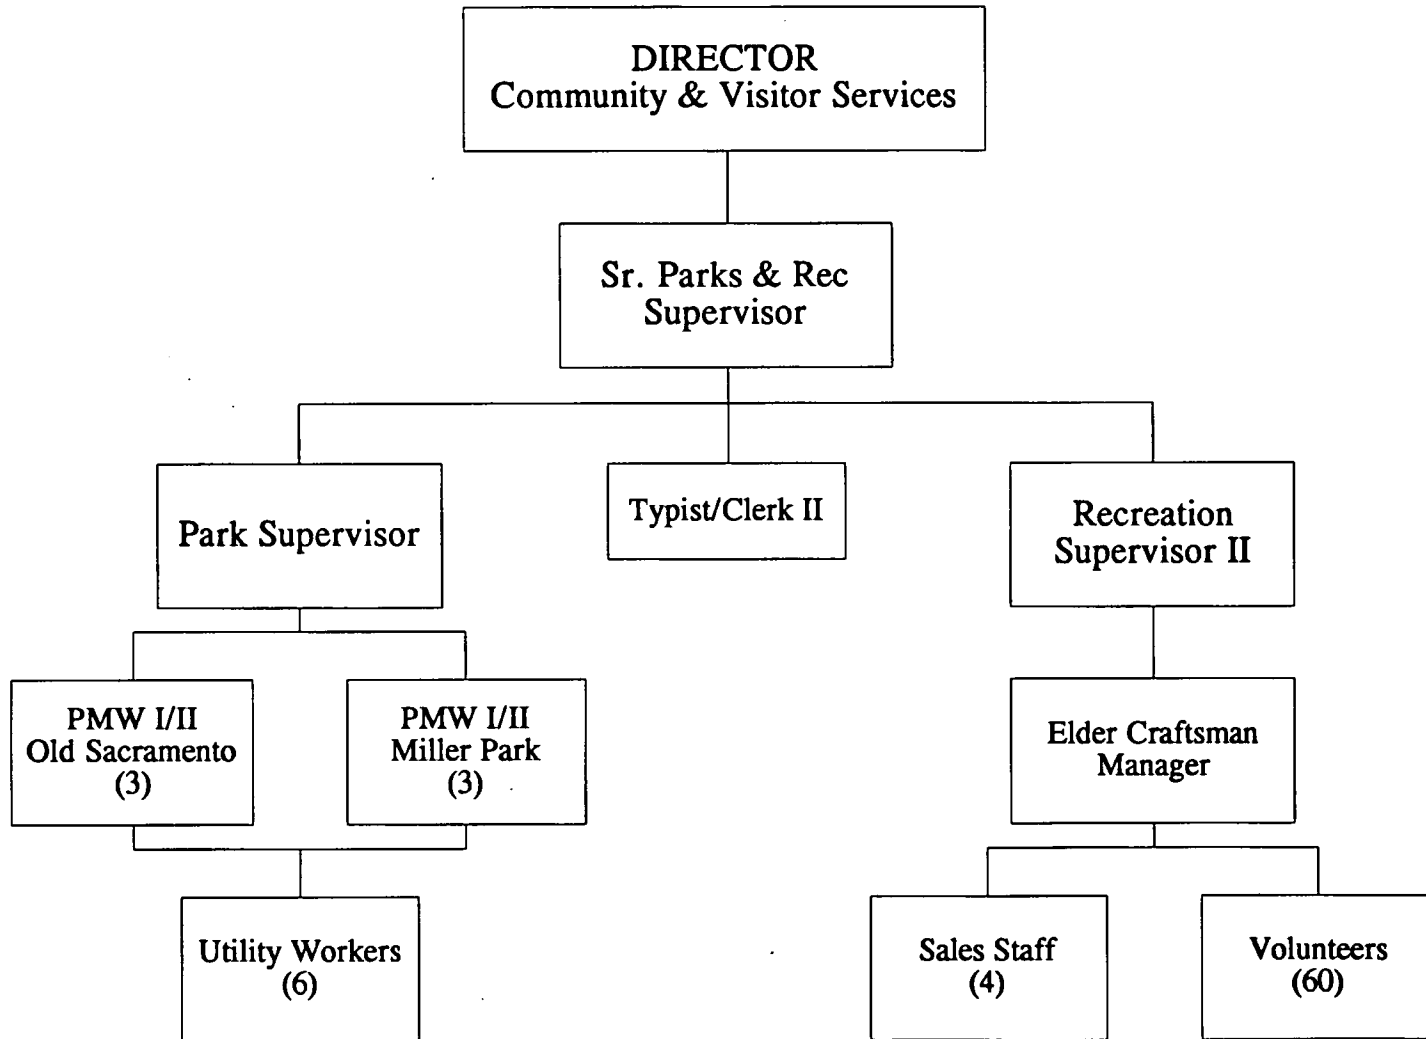 DIRECTOR
Community & Visitor Services
Sr. Parks & Rec
Supervisor
Park Supervisor
Typist/Clerk II
Recreation
Supervisor II
PMW I/II
Old Sacramento
(3)
PMW I/II
Miller Park
(3)
Elder Craftsman
Manager
Utility Workers
(6)
Sales Staff
(4)
Volunteers
(60)